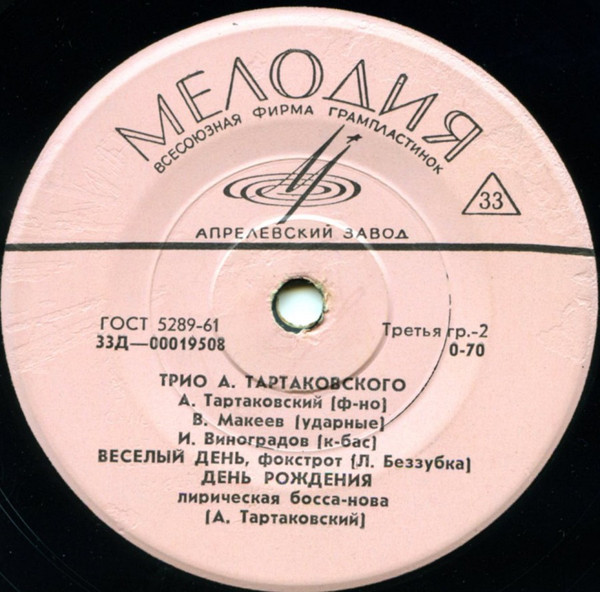 МЕЛОДИЯ
ВСЕСОЮЗНАЯ ФИРМА ГРАМПЛАСТИНОК
33
АПРЕЛЕВСКИЙ ЗАВОД
ГОСТ 5289-61
Третья гр.-2
33Д—00019508
0-70
ТРИО А. ТАРТАКОВСКОГО
А. Тартаковский (ф-но)
В. Макеев (ударные)
И. Виноградов (к-бас)
ВЕСЕЛЫЙ ДЕНЬ, фокстрот (Л. Беззубка)
ДЕНЬ РОЖДЕНИЯ
лирическая босса-нова
(А. Тартаковский)